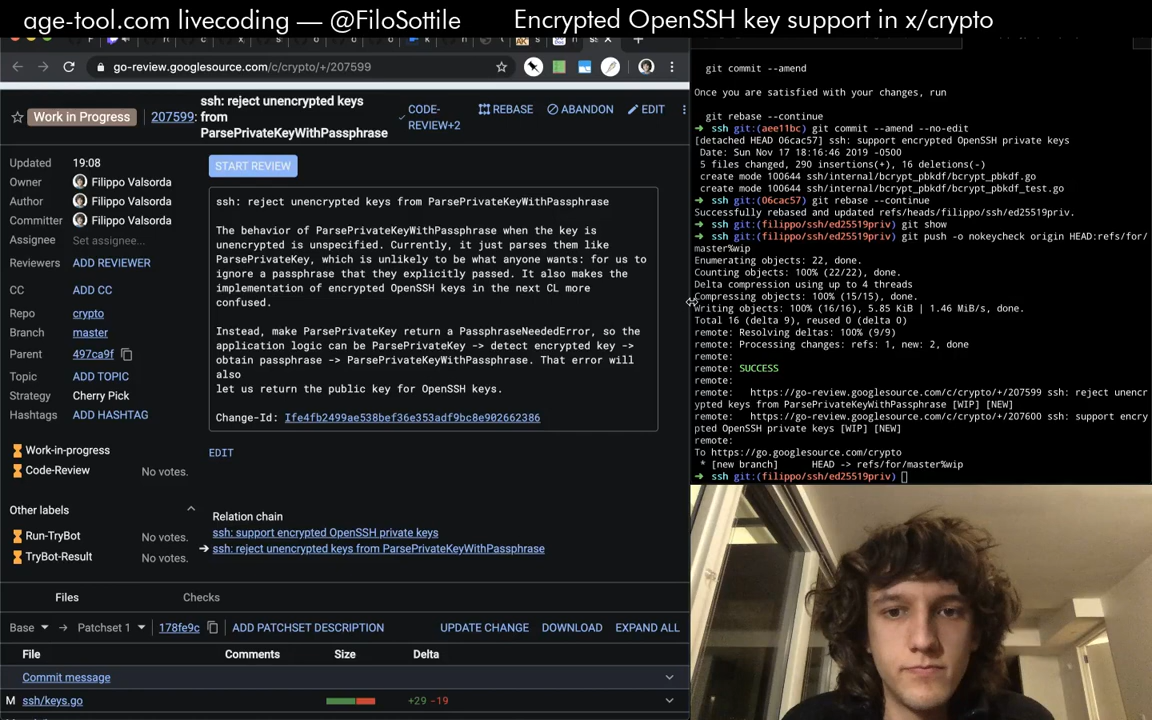 age-tool.com livecoding — @FiloSottile
Encrypted OpenSSH key support in x/crypto
go-review.googlesource.com/c/crypto/+/207599
Work in Progress
207599:
ssh: reject unencrypted keys
from
ParsePrivateKeyWithPassphrase
CODE-
REVIEW+2
REBASE
ABANDON
EDIT
Updated 19:08
Owner Filippo Valsorda
Author Filippo Valsorda
Committer Filippo Valsorda
Assignee Set assignee...
Reviewers ADD REVIEWER
CC ADD CC
Repo crypto
Branch master
Parent 497ca9f
Topic ADD TOPIC
Strategy Cherry Pick
Hashtags ADD HASHTAG
Work-in-progress
Code-Review No votes.
Other labels
Run-TryBot No votes.
TryBot-Result No votes.
START REVIEW
ssh: reject unencrypted keys from ParsePrivateKeyWithPassphrase
The behavior of ParsePrivateKeyWithPassphrase when the key is
unencrypted is unspecified. Currently, it just parses them like
ParsePrivateKey, which is unlikely to be what anyone wants: for us to
ignore a passphrase that they explicitly passed. It also makes the
implementation of encrypted OpenSSH keys in the next CL more
confused.
Instead, make ParsePrivateKey return a PassphraseNeededError, so the
application logic can be ParsePrivateKey -> detect encrypted key ->
obtain passphrase -> ParsePrivateKeyWithPassphrase. That error will
also
let us return the public key for OpenSSH keys.
Change-Id: Ife4fb2499ae538bef36e353adf9bc8e902662386
EDIT
Relation chain
ssh: support encrypted OpenSSH private keys
→ ssh: reject unencrypted keys from ParsePrivateKeyWithPassphrase
Files Checks
Base → Patchset 1 178fe9c ADD PATCHSET DESCRIPTION UPDATE CHANGE DOWNLOAD EXPAND ALL
File Comments Size Delta
Commit message
M ssh/keys.go +29 -19
git commit --amend
Once you are satisfied with your changes, run
git rebase --continue
➜ ssh git:(aee11bc) git commit --amend --no-edit
[detached HEAD 06cac57] ssh: support encrypted OpenSSH private keys
Date: Sun Nov 17 18:16:46 2019 -0500
5 files changed, 290 insertions(+), 16 deletions(-)
create mode 100644 ssh/internal/bcrypt_pbkdf/bcrypt_pbkdf.go
create mode 100644 ssh/internal/bcrypt_pbkdf/bcrypt_pbkdf_test.go
➜ ssh git:(06cac57) git rebase --continue
Successfully rebased and updated refs/heads/filippo/ssh/ed25519priv.
➜ ssh git:(filippo/ssh/ed25519priv) git show
➜ ssh git:(filippo/ssh/ed25519priv) git push -o nokeycheck origin HEAD:refs/for/
master%wip
Enumerating objects: 22, done.
Counting objects: 100% (22/22), done.
Delta compression using up to 4 threads
Compressing objects: 100% (15/15), done.
Writing objects: 100% (16/16), 5.85 KiB | 1.46 MiB/s, done.
Total 16 (delta 9), reused 0 (delta 0)
remote: Resolving deltas: 100% (9/9)
remote: Processing changes: refs: 1, new: 2, done
remote:
remote: SUCCESS
remote:
remote: https://go-review.googlesource.com/c/crypto/+/207599 ssh: reject unencr
ypted keys from ParsePrivateKeyWithPassphrase [WIP] [NEW]
remote: https://go-review.googlesource.com/c/crypto/+/207600 ssh: support encry
pted OpenSSH private keys [WIP] [NEW]
remote:
To https://go.googlesource.com/crypto
* [new branch] HEAD -> refs/for/master%wip
➜ ssh git:(filippo/ssh/ed25519priv)